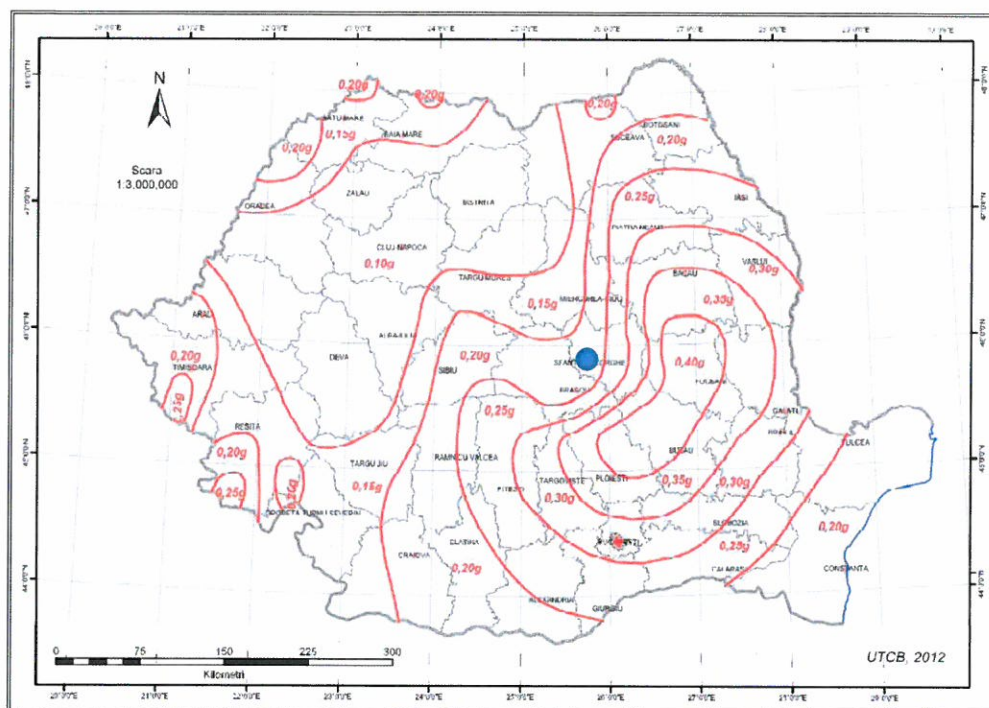 N
Scara
1:3.000,000
0,20g
0,20g
0,20g
SATU MARE
0,15g
BAIA MARE
SUCEAVA
BOTOSANI
0,20g
0,20g
ZALAU
ORADEA
BISTRITA
0,25g
IASI
CLUJ-NAPOCA
0,10g
TARGU MURES
BACAU
VASLUI
0,30g
0,15g
0,35g
ARAD
ALBA IULIA
DEVA
0,20g
TIMISOARA
SIBIU
0,20g
BRASOV
0,40g
FOCSANI
0,25g
0,25g
GALATI
BRAILA
TULCEA
RESITA
0,20g
TARGU JIU
RAMNICU VALCEA
BUZAU
0,25g
0,15g
PITESTI
TARGOVISTE
PLOIESTI
0,30g
0,35g
0,30g
SLOBOZIA
0,20g
CRAIOVA
SLATINA
0,20g
0,25g
CALARASI
CONSTANTA
ALEXANDRIA
GIURGIU
0 75 150 225 300
Kilometri
UTCB, 2012